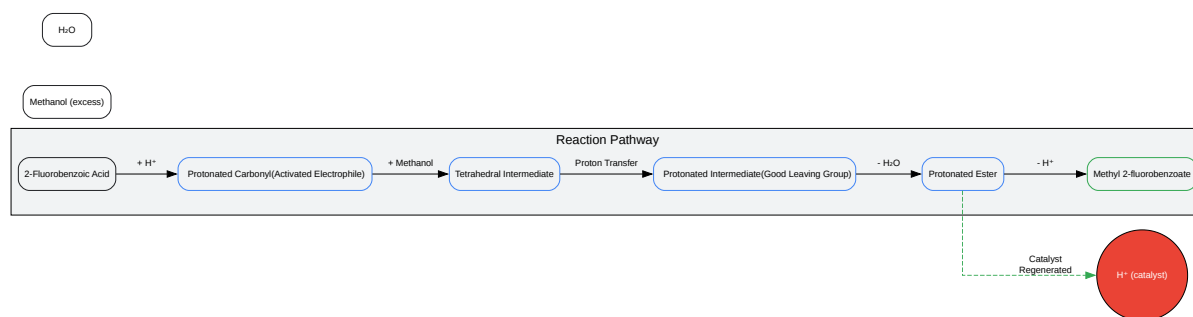 H₂O
Methanol (excess)
Reaction Pathway
2-Fluorobenzoic Acid
+ H⁺
Protonated Carbonyl(Activated Electrophile)
+ Methanol
Tetrahedral Intermediate
Proton Transfer
Protonated Intermediate(Good Leaving Group)
- H₂O
Protonated Ester
- H⁺
Methyl 2-fluorobenzoate
Catalyst
Regenerated
H⁺ (catalyst)